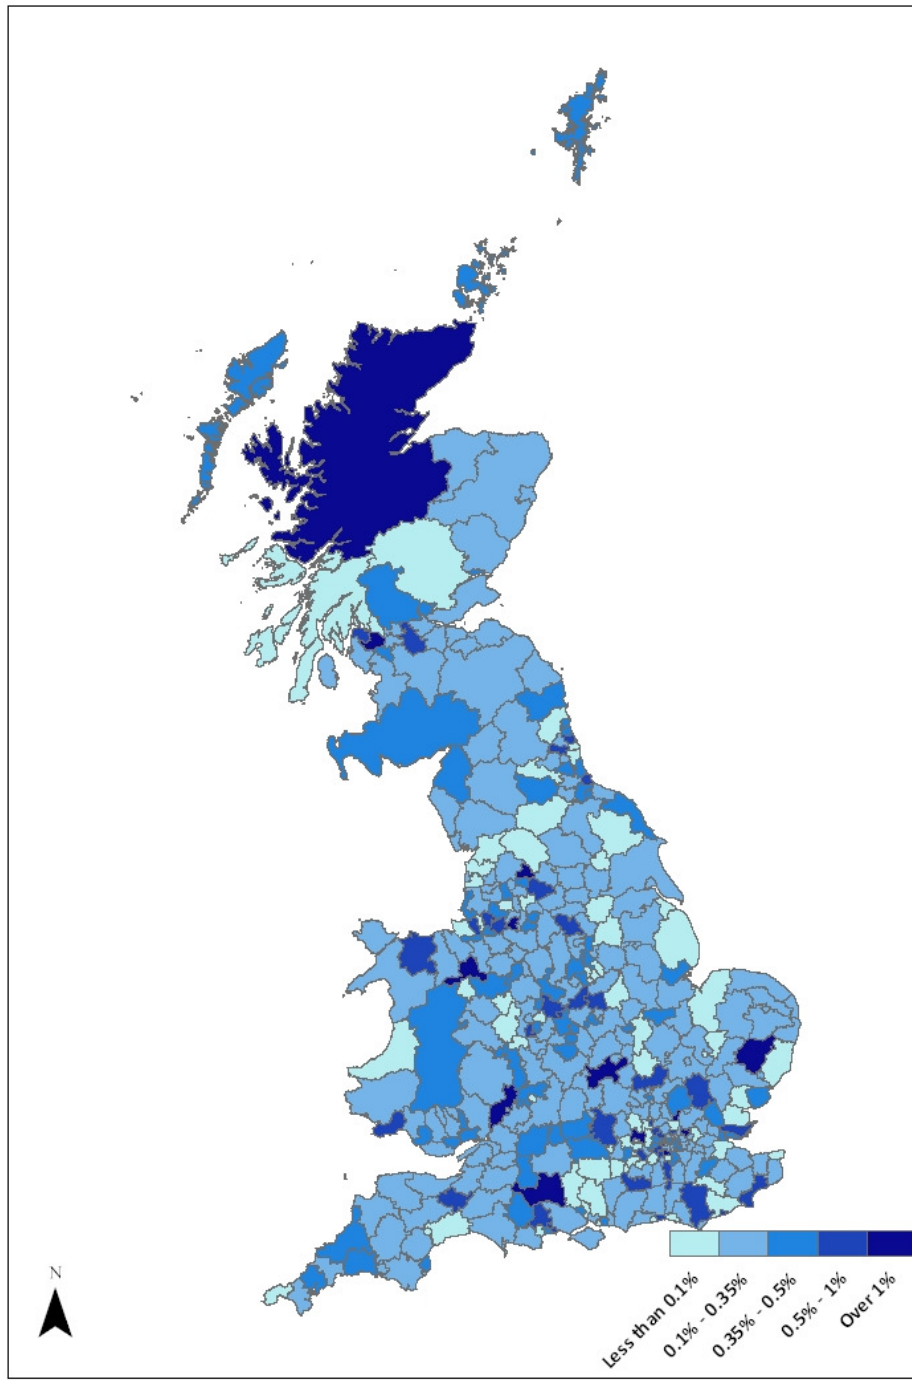 N
Less than 0.1%
0.1% - 0.35%
0.35% - 0.5%
0.5% - 1%
Over 1%